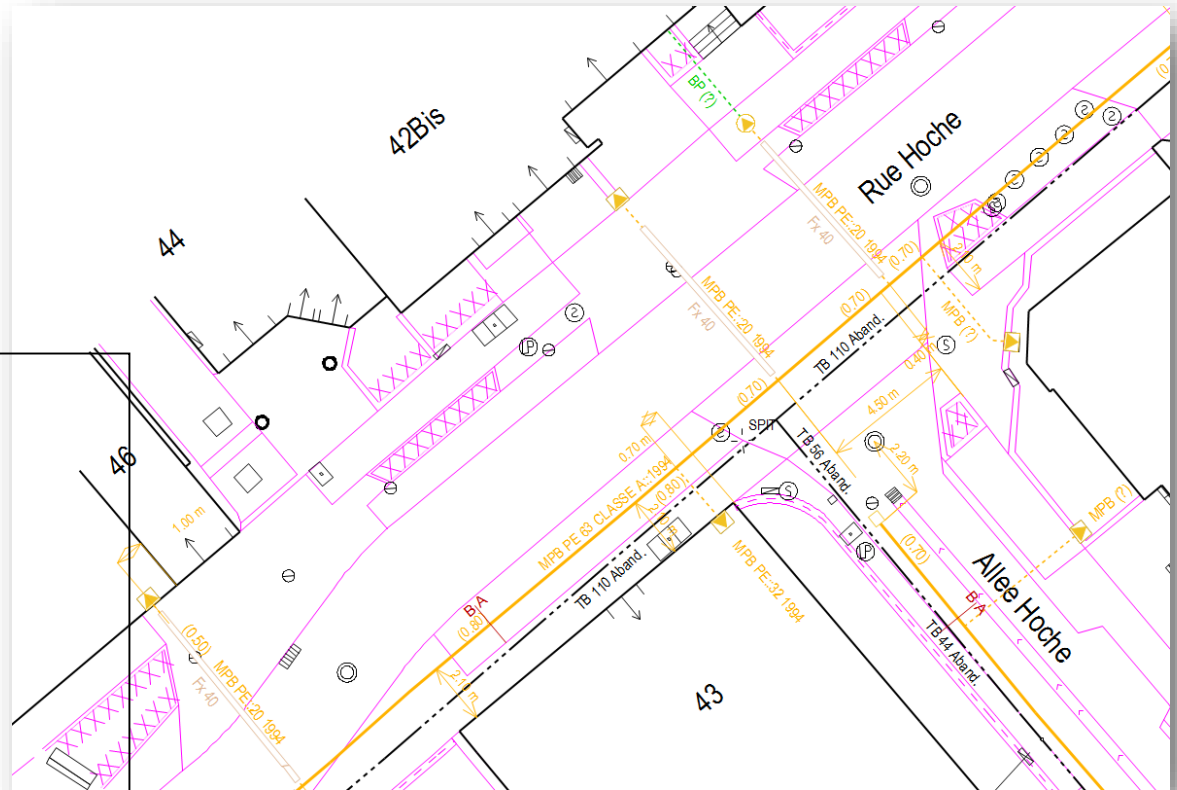 BP (?)
42Bis
Rue Hoche
44
46
MPB PE:20 1994
Fx 40
(0.70)
MPB PE:20 1994
Fx 40
(0.70)
(0.70)
MPB (?)
TB 110 Aband.
0.40 m
4.50 m
SPIT
TB 56 Aband.
2.20 m
0.70 m
MPB PE 63 CLASSE A:1994
(0.80)
TB 110 Aband.
MPB PE:32 1994
MPB (?)
(0.70)
Allee Hoche
B A
TB 44 Aband.
1.00 m
(0.50)
MPB PE:20 1994
Fx 40
B A
(0.80)
43